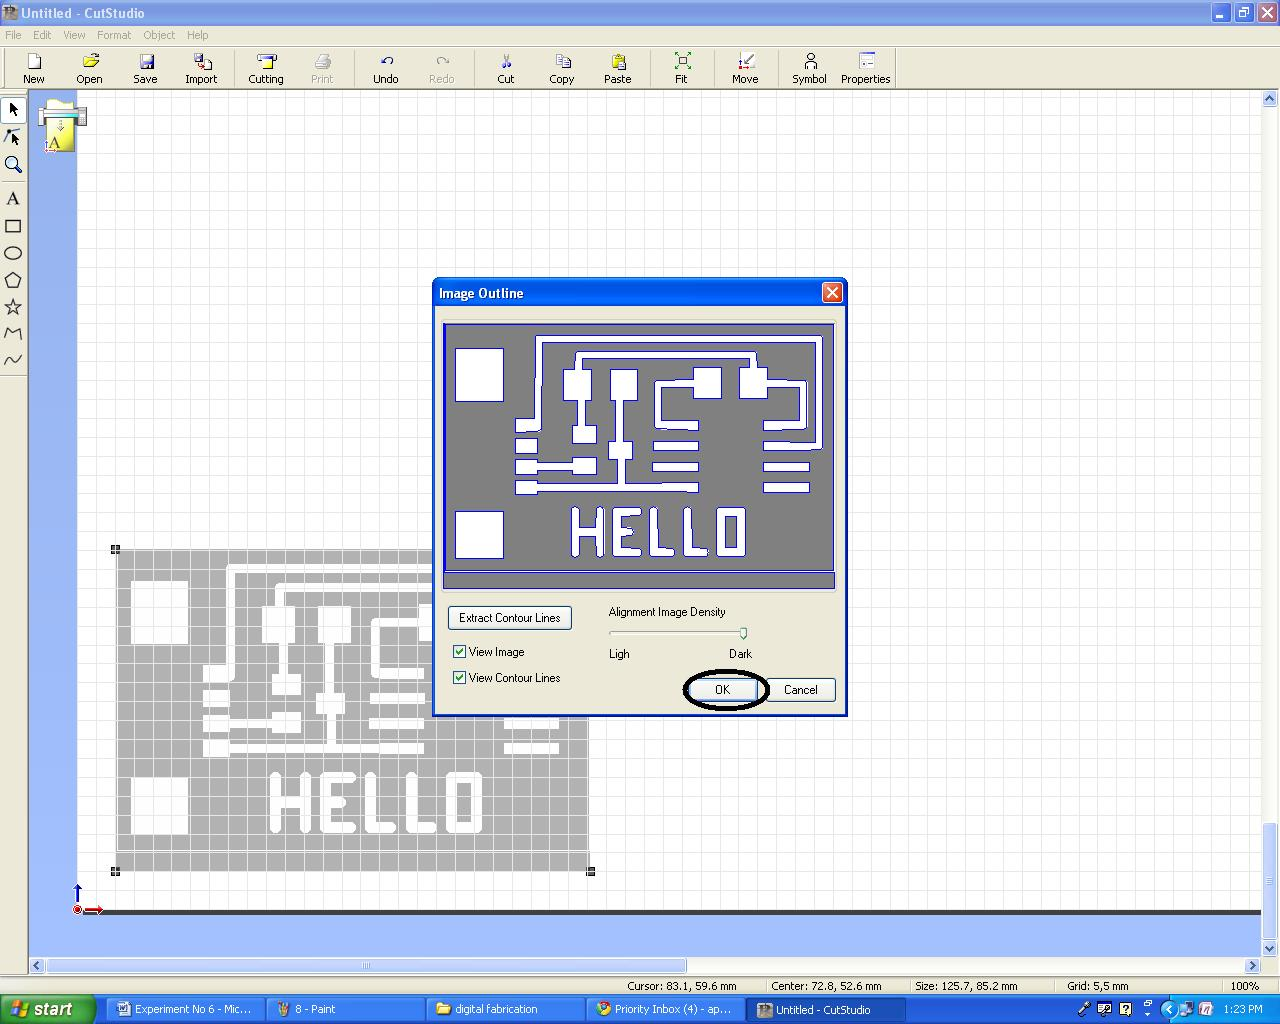 Untitled - CutStudio
File Edit View Format Object Help
New Open Save Import Cutting Print Undo Redo Cut Copy Paste Fit Move Symbol Properties
A
A
Image Outline
HELLO
Extract Contour Lines
Alignment Image Density
View Image
Ligh Dark
View Contour Lines
OK Cancel
HELLO
Cursor: 83.1, 59.6 mm Center: 72.8, 52.6 mm Size: 125.7, 85.2 mm Grid: 5,5 mm 100%
start Experiment No 6 - Mic... 8 - Paint digital fabrication Priority Inbox (4) - ap... Untitled - CutStudio 1:23 PM